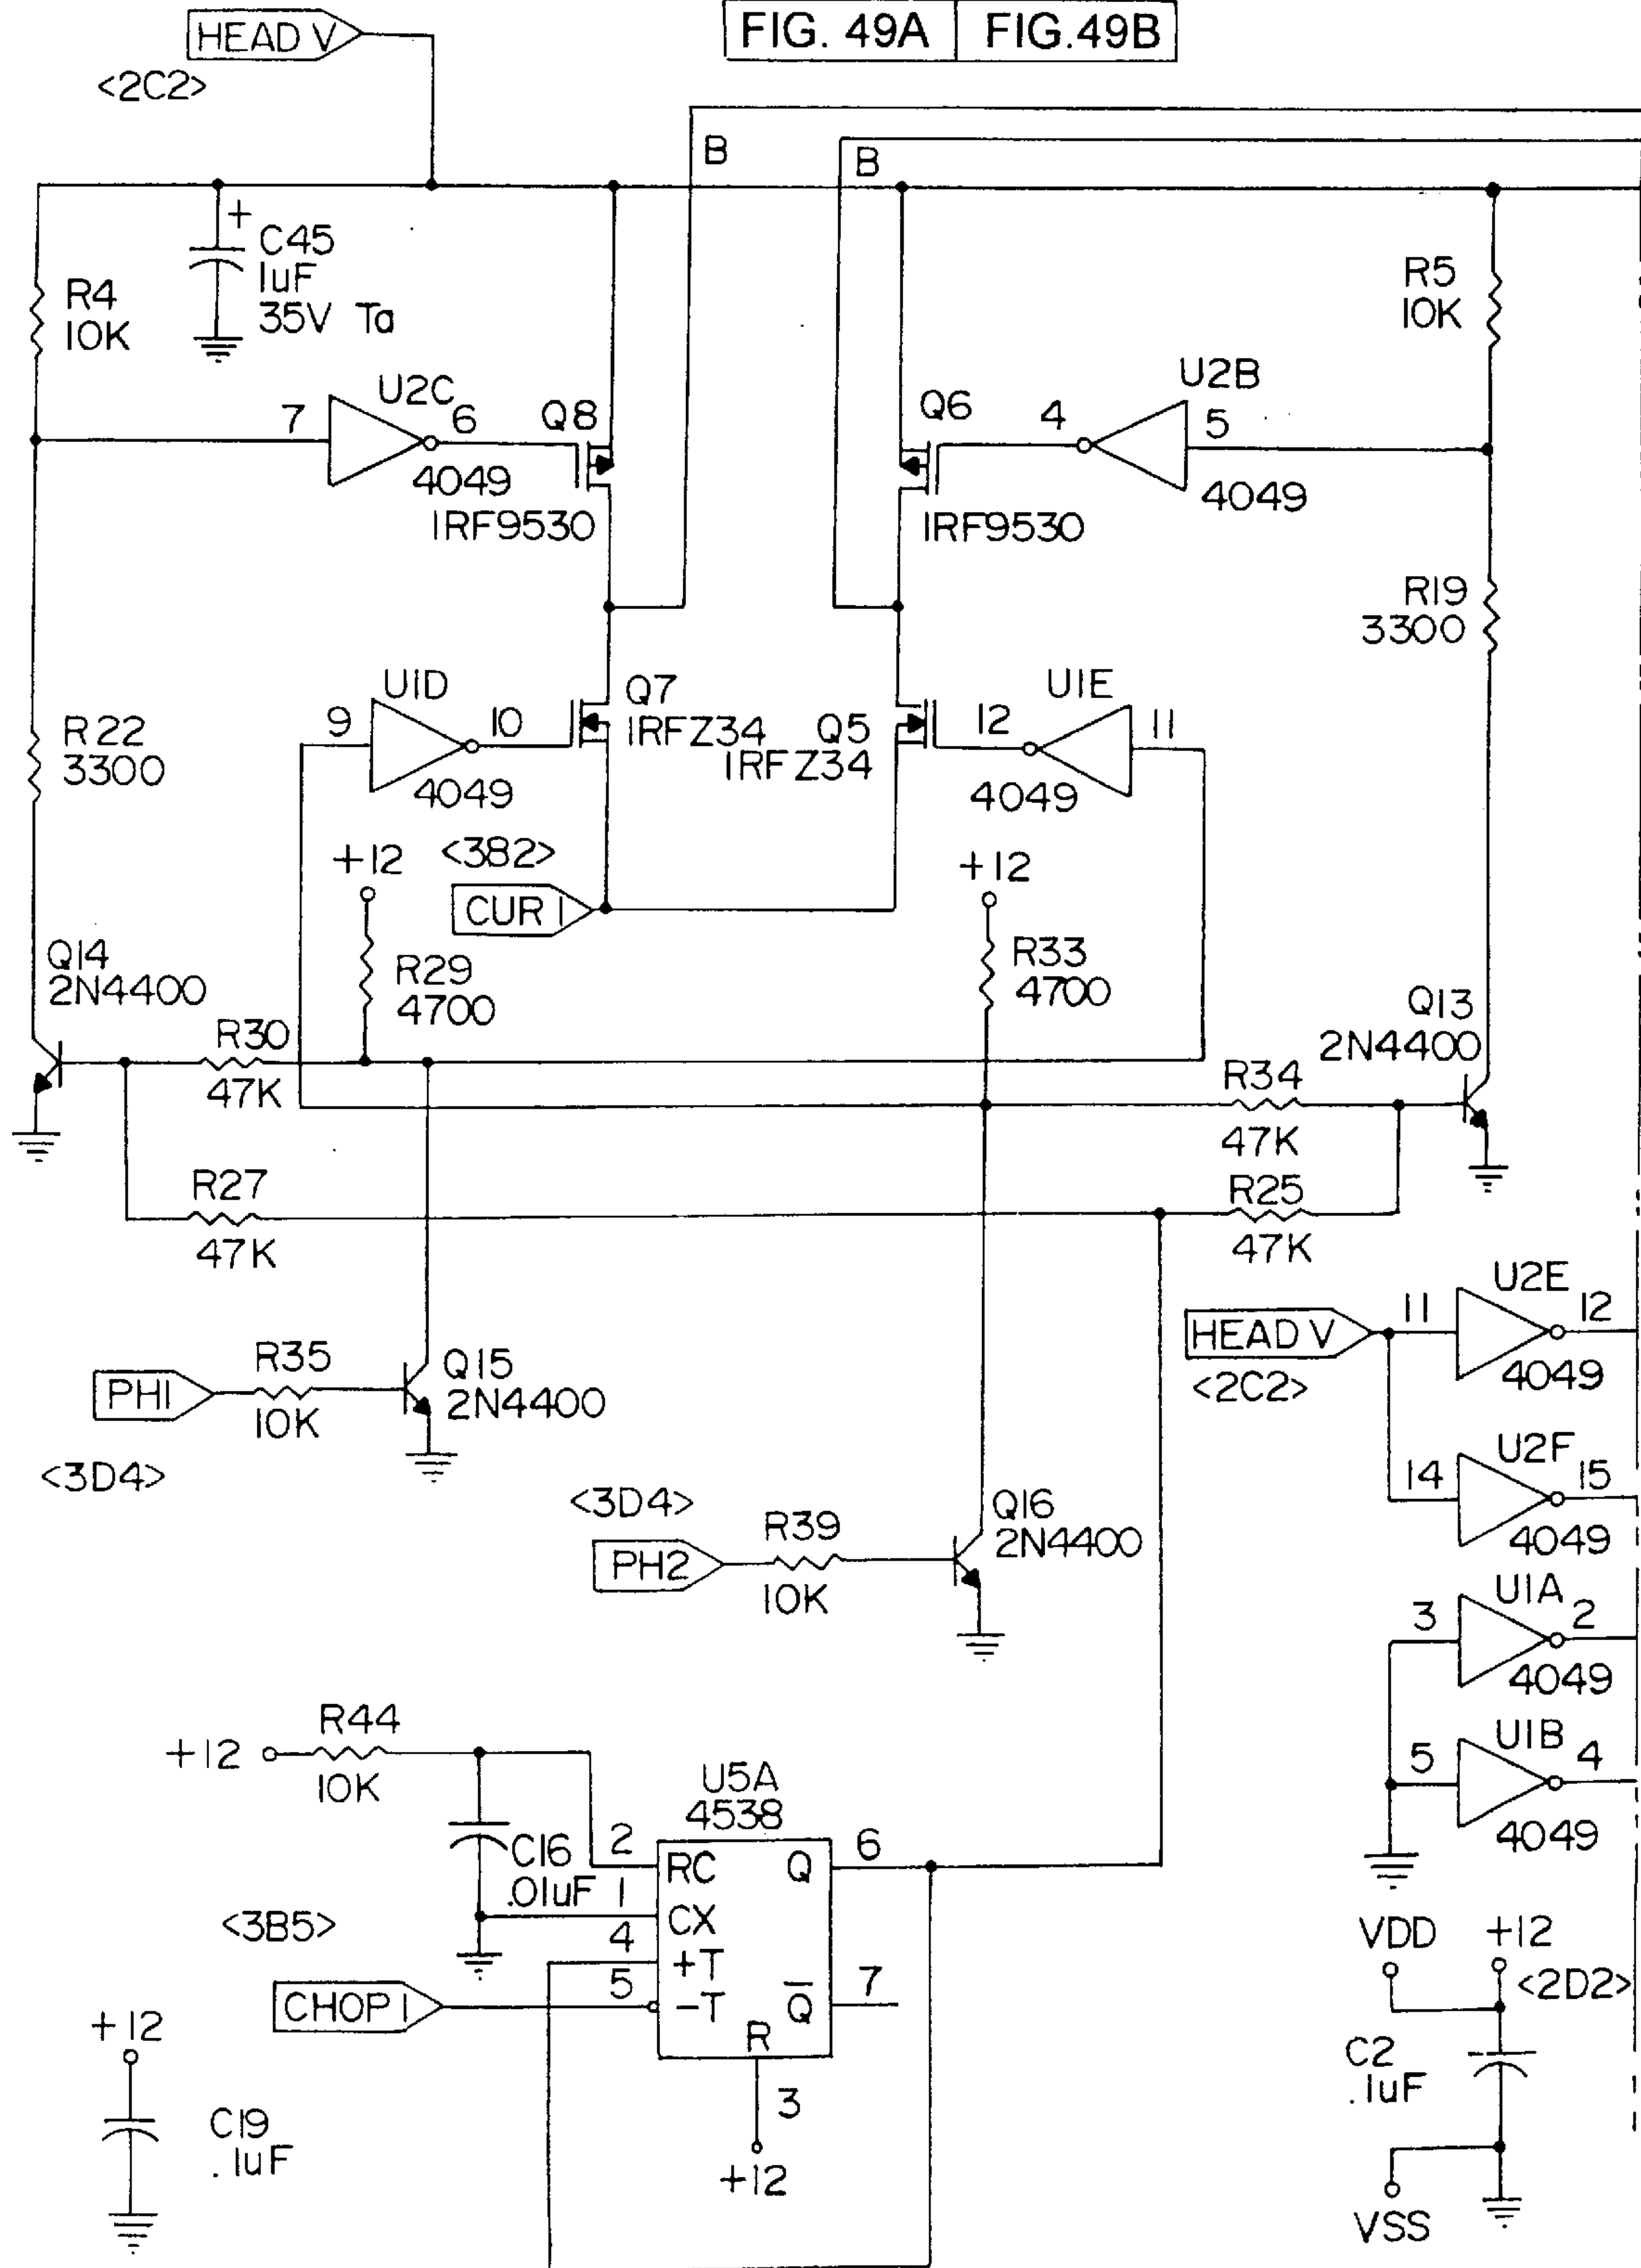 FIG. 49A FIG.49B
HEAD V
<2C2>
B
B
+
C45
1uF
35V Ta
R4
10K
R5
10K
U2C
7
6
4049
Q8
IRF9530
Q6
IRF9530
U2B
4
5
4049
R19
3300
R22
3300
U1D
9
10
4049
Q7
IRFZ34
Q5
IRFZ34
U1E
12
11
4049
+12
<3B2>
CUR 1
+12
R29
4700
R33
4700
Q14
2N4400
R30
47K
Q13
2N4400
R34
47K
R27
47K
R25
47K
PH1
R35
10K
Q15
2N4400
<3D4>
HEAD V
<2C2>
U2E
11
12
4049
U2F
14
15
4049
<3D4>
PH2
R39
10K
Q16
2N4400
U1A
3
2
4049
U1B
5
4
4049
+12
R44
10K
C16
.01uF
U5A
4538
2
RC
Q
6
1
CX
4
+T
5
-T
Q
7
R
3
+12
<3B5>
CHOP 1
+12
C19
.1uF
VDD
+12
<2D2>
C2
.1uF
VSS